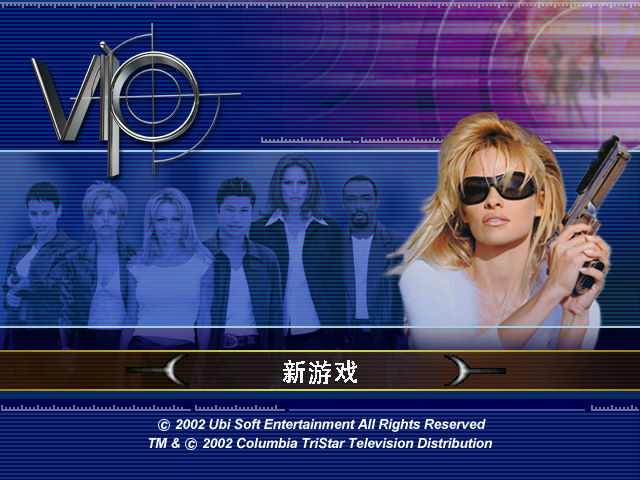 VIP
新游戏
© 2002 Ubi Soft Entertainment All Rights Reserved
TM & © 2002 Columbia TriStar Television Distribution